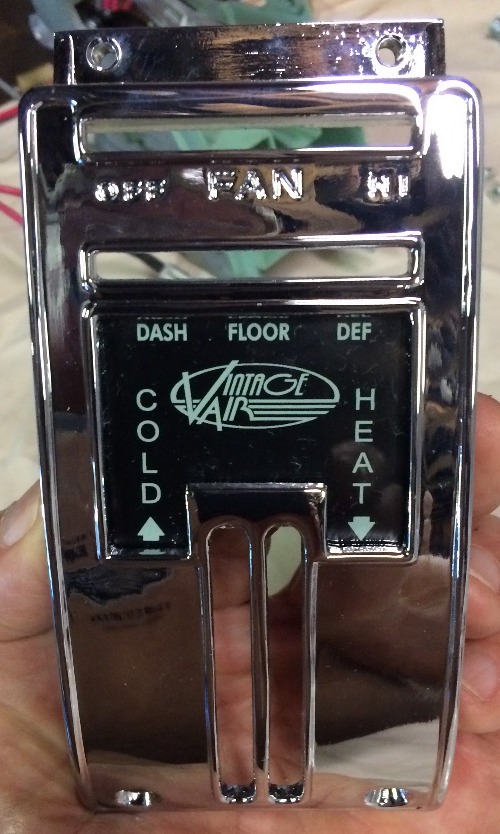 OFF FAN HI
DASH FLOOR DEF
VINTAGE
AIR
COLD
HEAT